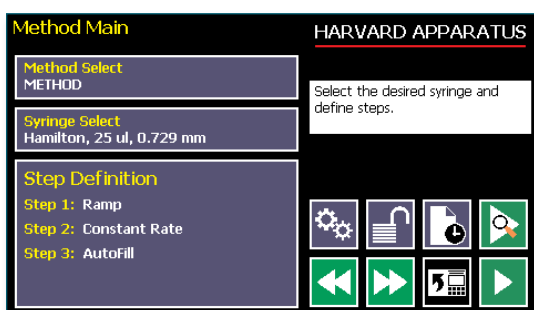 Method Main
HARVARD APPARATUS
Method Select
METHOD
Select the desired syringe and
define steps.
Syringe Select
Hamilton, 25 ul, 0.729 mm
Step Definition
Step 1: Ramp
Step 2: Constant Rate
Step 3: AutoFill